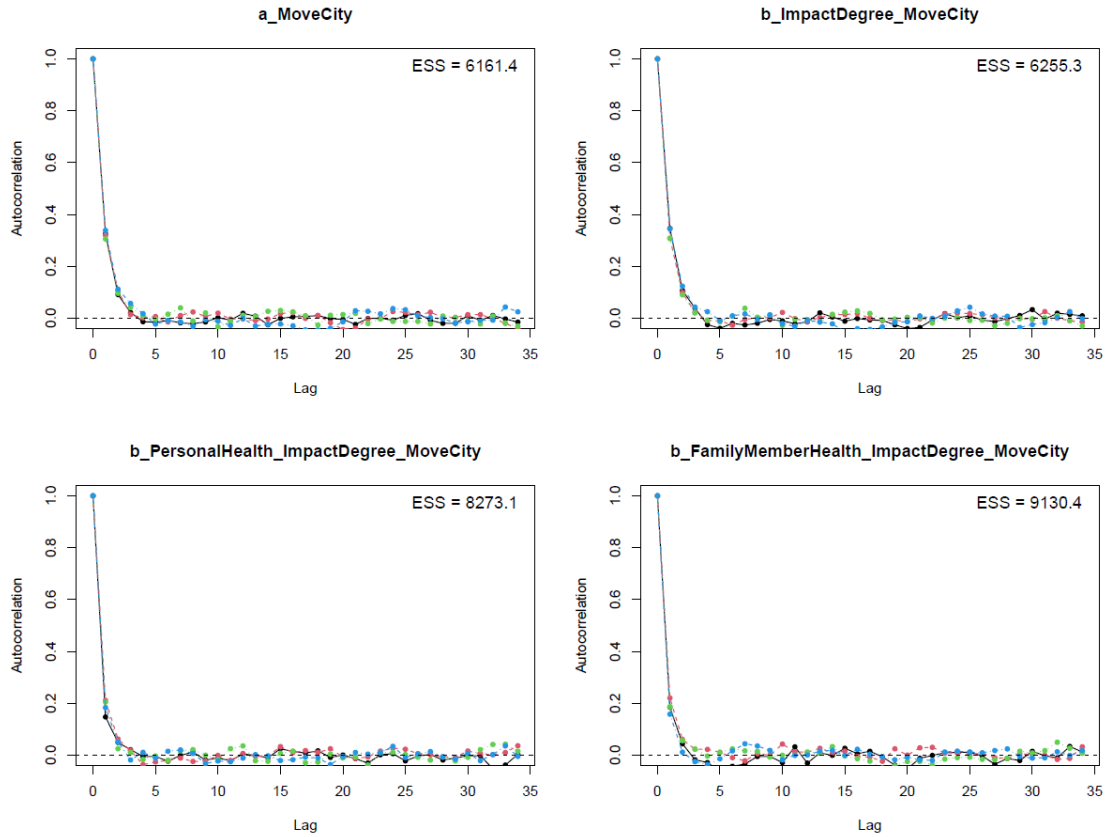 a_MoveCity
ESS = 6161.4
Autocorrelation
1.0
0.8
0.6
0.4
0.2
0.0
0 5 10 15 20 25 30 35
Lag
b_ImpactDegree_MoveCity
ESS = 6255.3
Autocorrelation
1.0
0.8
0.6
0.4
0.2
0.0
0 5 10 15 20 25 30 35
Lag
b_PersonalHealth_ImpactDegree_MoveCity
ESS = 8273.1
Autocorrelation
1.0
0.8
0.6
0.4
0.2
0.0
0 5 10 15 20 25 30 35
Lag
b_FamilyMemberHealth_ImpactDegree_MoveCity
ESS = 9130.4
Autocorrelation
1.0
0.8
0.6
0.4
0.2
0.0
0 5 10 15 20 25 30 35
Lag